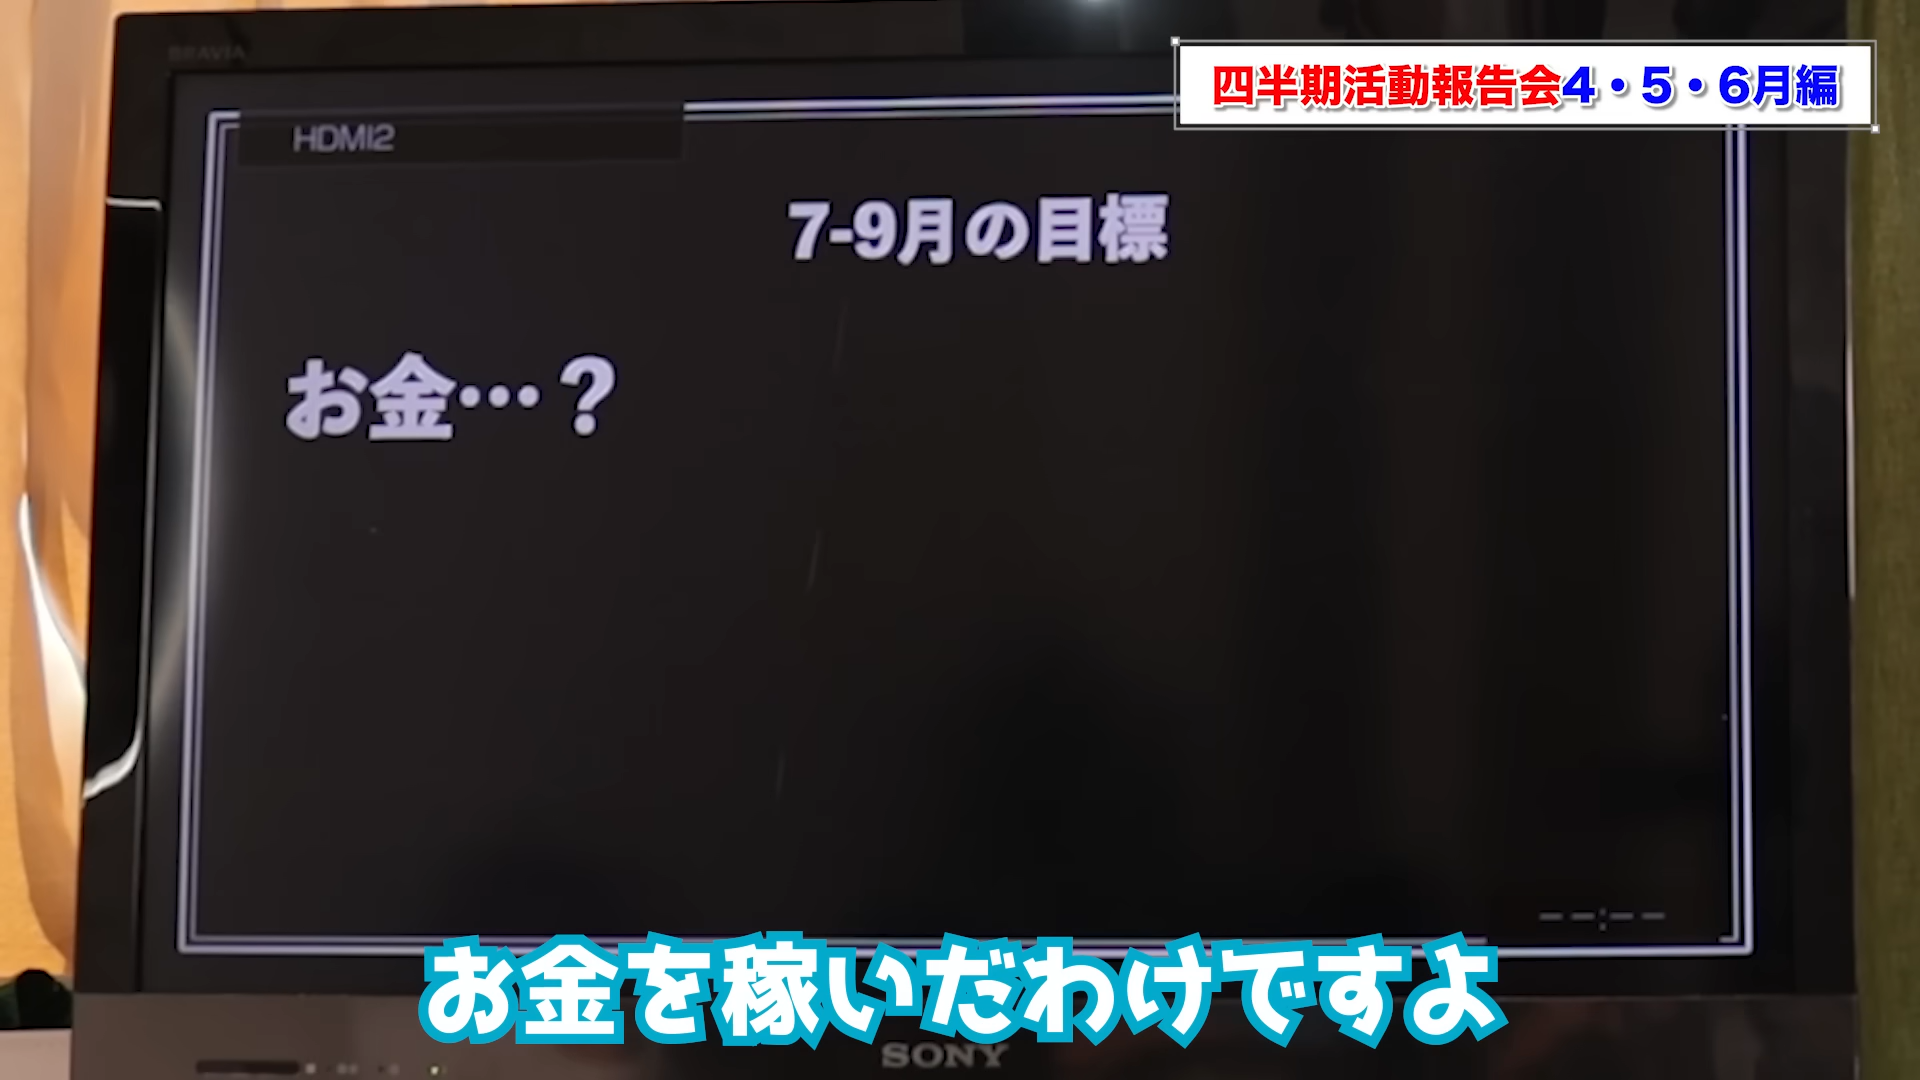 BRAVIA
四半期活動報告会4・5・6月編
HDMI2
7-9月の目標
お金…？
お金を稼いだわけですよ
SONY